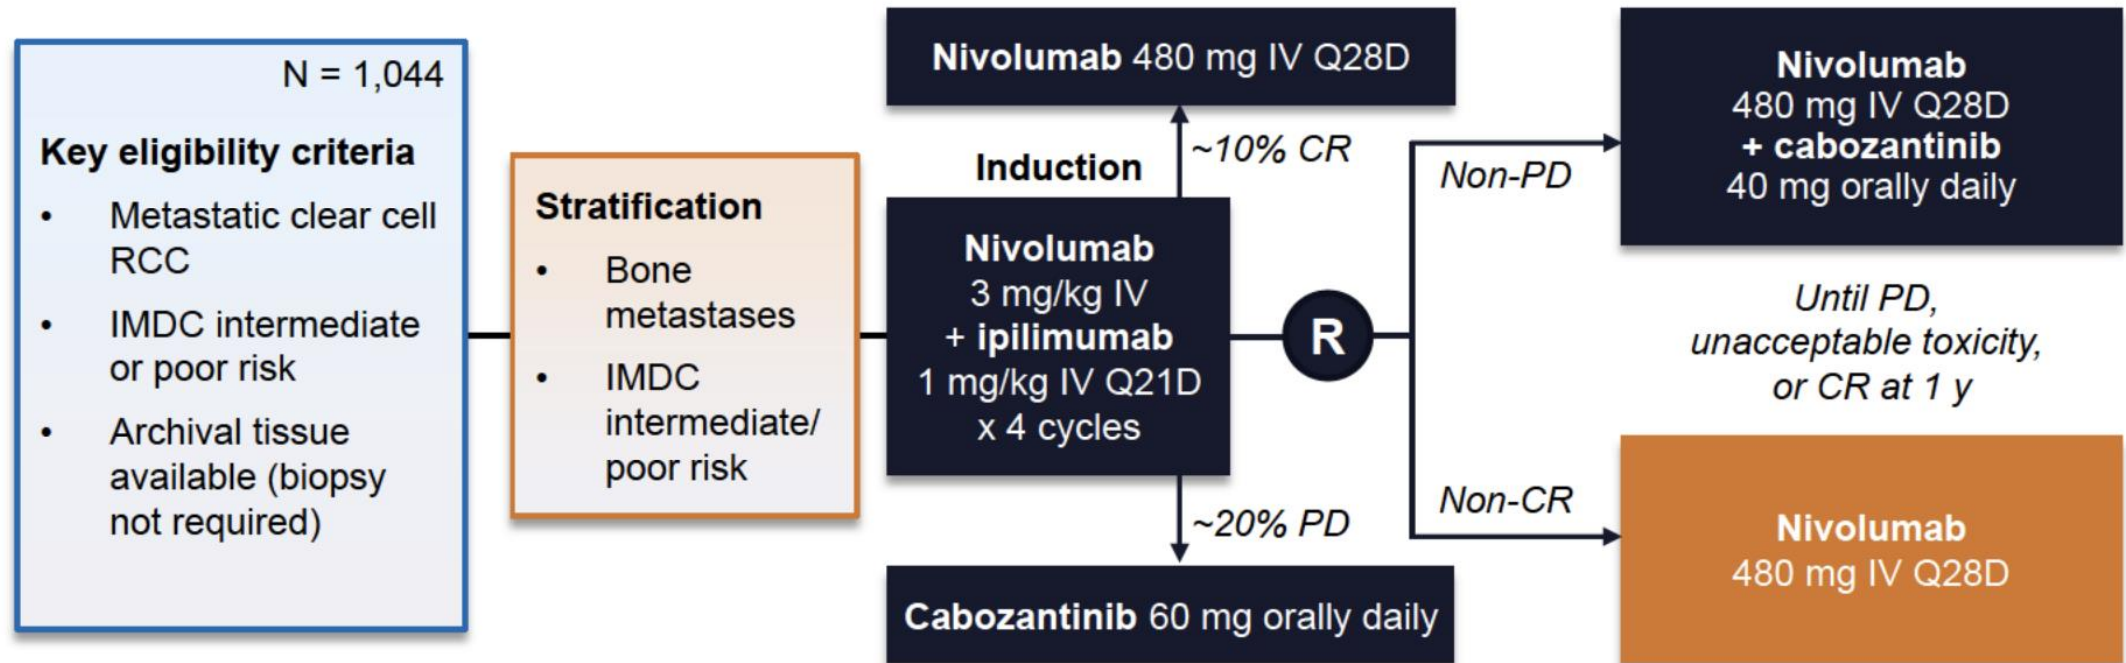 N = 1,044
Key eligibility criteria
• Metastatic clear cell
RCC
• IMDC intermediate
or poor risk
• Archival tissue
available (biopsy
not required)
Stratification
• Bone
metastases
• IMDC
intermediate/
poor risk
Nivolumab 480 mg IV Q28D
~10% CR
Induction
Nivolumab
3 mg/kg IV
+ ipilimumab
1 mg/kg IV Q21D
x 4 cycles
~20% PD
Cabozantinib 60 mg orally daily
R
Non-PD
Non-CR
Nivolumab
480 mg IV Q28D
+ cabozantinib
40 mg orally daily
Until PD,
unacceptable toxicity,
or CR at 1 y
Nivolumab
480 mg IV Q28D